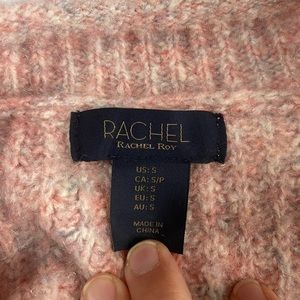 RACHEL
RACHEL ROY
US: S
CA: S/P
UK: S
EU: S
AU: S
MADE IN
CHINA